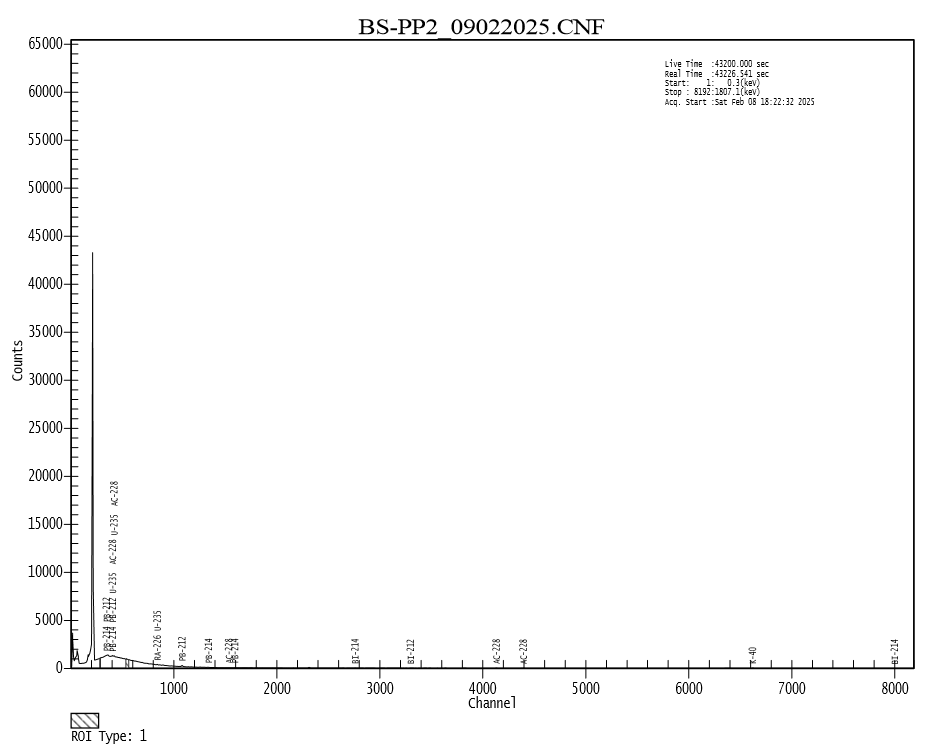 BS-PP2_09022025.CNF
65000
60000
55000
50000
45000
40000
35000
30000
25000
20000
15000
10000
5000
0
Counts
Live Time :43200.000 sec
Real Time :43226.541 sec
Start: 1: 0.3(keV)
Stop : 8192:1807.1(keV)
Acq. Start :Sat Feb 08 18:22:32 2025
PB-214 PB-212
PB-214 PB-212 U-235 AC-228 U-235 AC-228
RA-226 U-235
PB-212
PB-214
AC-228
PB-214
BI-214
BI-212
AC-228
AC-228
K-40
BI-214
1000 2000 3000 4000 5000 6000 7000 8000
Channel
ROI Type: 1